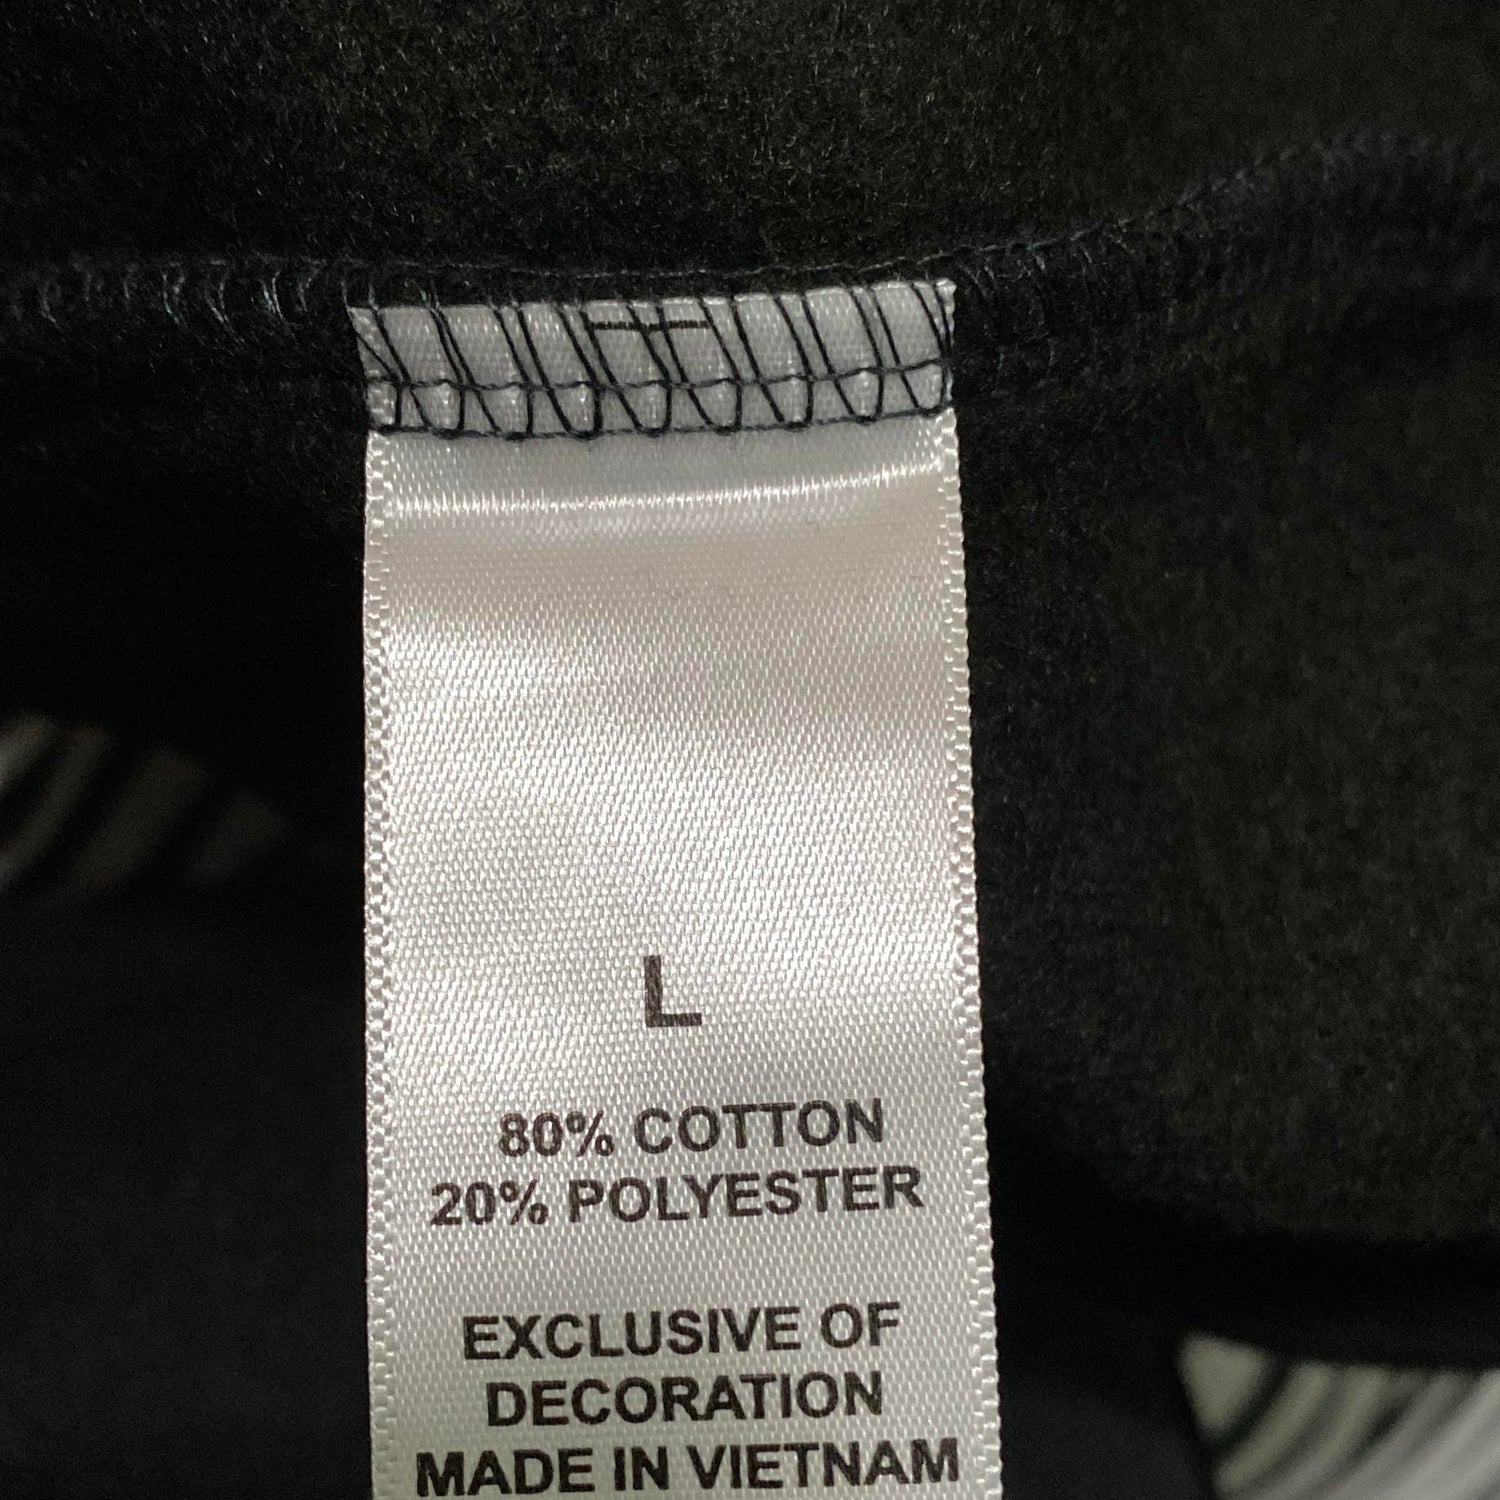 L
80% COTTON
20% POLYESTER
EXCLUSIVE OF
DECORATION
MADE IN VIETNAM